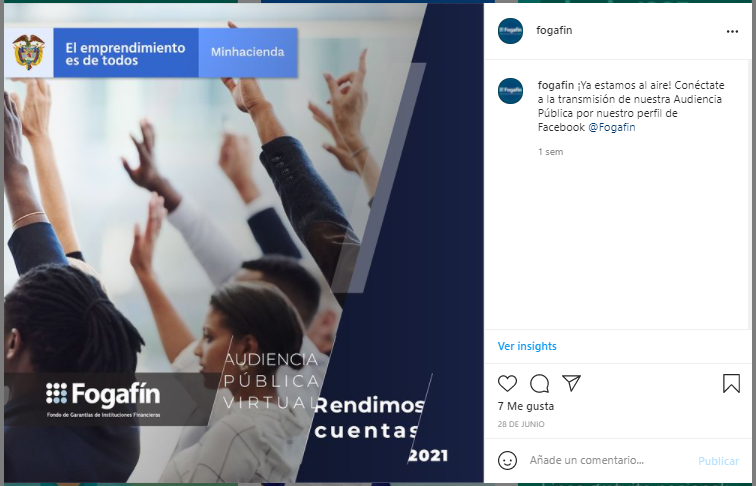 El emprendimiento
es de todos
Minhacienda
AUDIENCIA
PÚBLICA
VIRTUAL
Rendimos
cuentas
2021
Fogafín
Fondo de Garantías de Instituciones Financieras
fogafin
fogafin ¡Ya estamos al aire! Conéctate
a la transmisión de nuestra Audiencia
Pública por nuestro perfil de
Facebook @Fogafin
1 sem
Ver insights
7 Me gusta
28 DE JUNIO
Añade un comentario...
Publicar